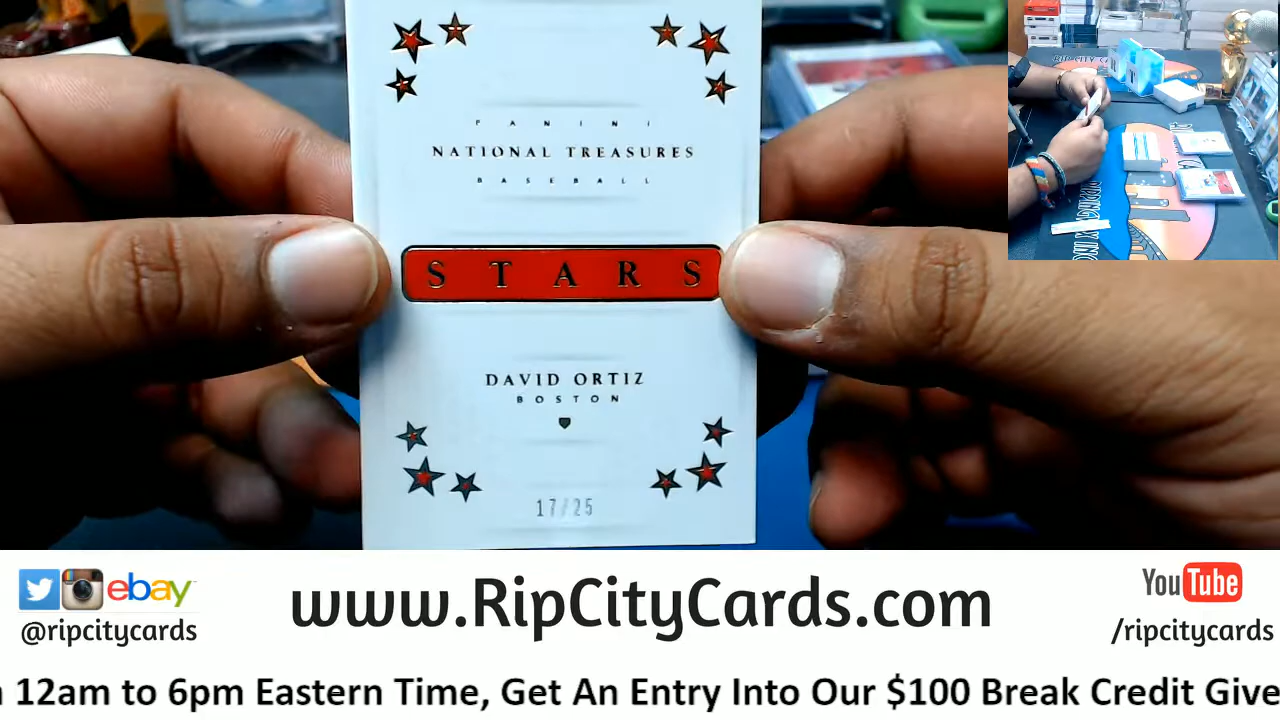 PANINI
NATIONAL TREASURES
BASEBALL
STARS
DAVID ORTIZ
BOSTON
17/25
ebay
@ripcitycards
www.RipCityCards.com
YouTube
/ripcitycards
12am to 6pm Eastern Time, Get An Entry Into Our $100 Break Credit Give